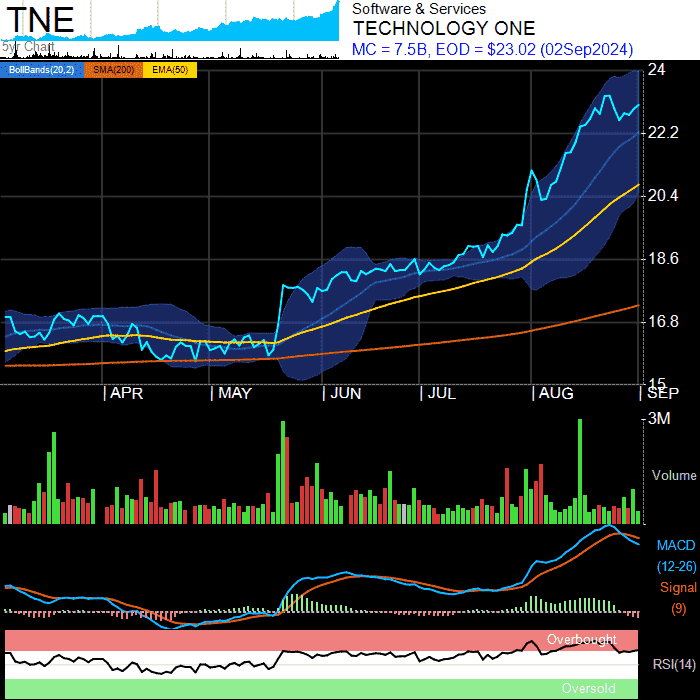 TNE
Software & Services
TECHNOLOGY ONE
5yr Chart
MC = 7.5B, EOD = $23.02 (02Sep2024)
BollBands(20,2) SMA(200) EMA(50)
24
22.2
20.4
18.6
16.8
15
APR MAY JUN JUL AUG SEP
3M
Volume
MACD
(12-26)
Signal
(9)
Overbought
RSI(14)
Oversold